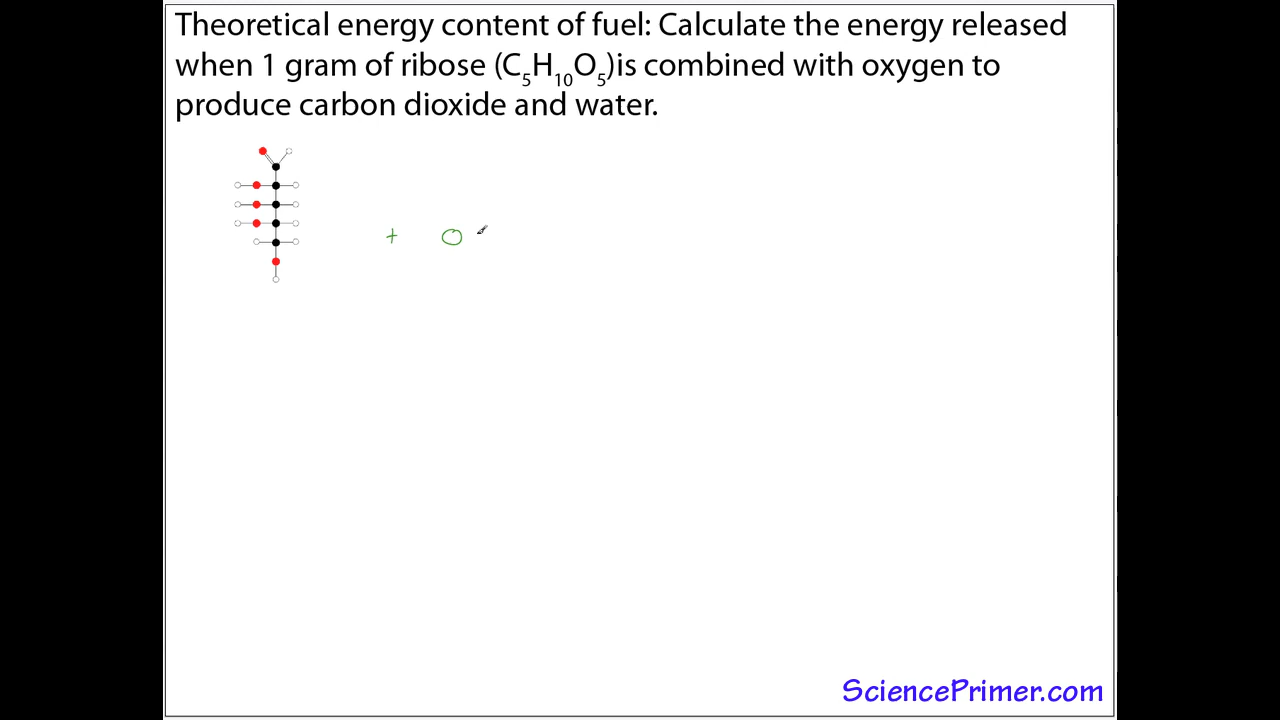 Theoretical energy content of fuel: Calculate the energy released
when 1 gram of ribose (C5H10O5)is combined with oxygen to
produce carbon dioxide and water.
+ O
SciencePrimer.com